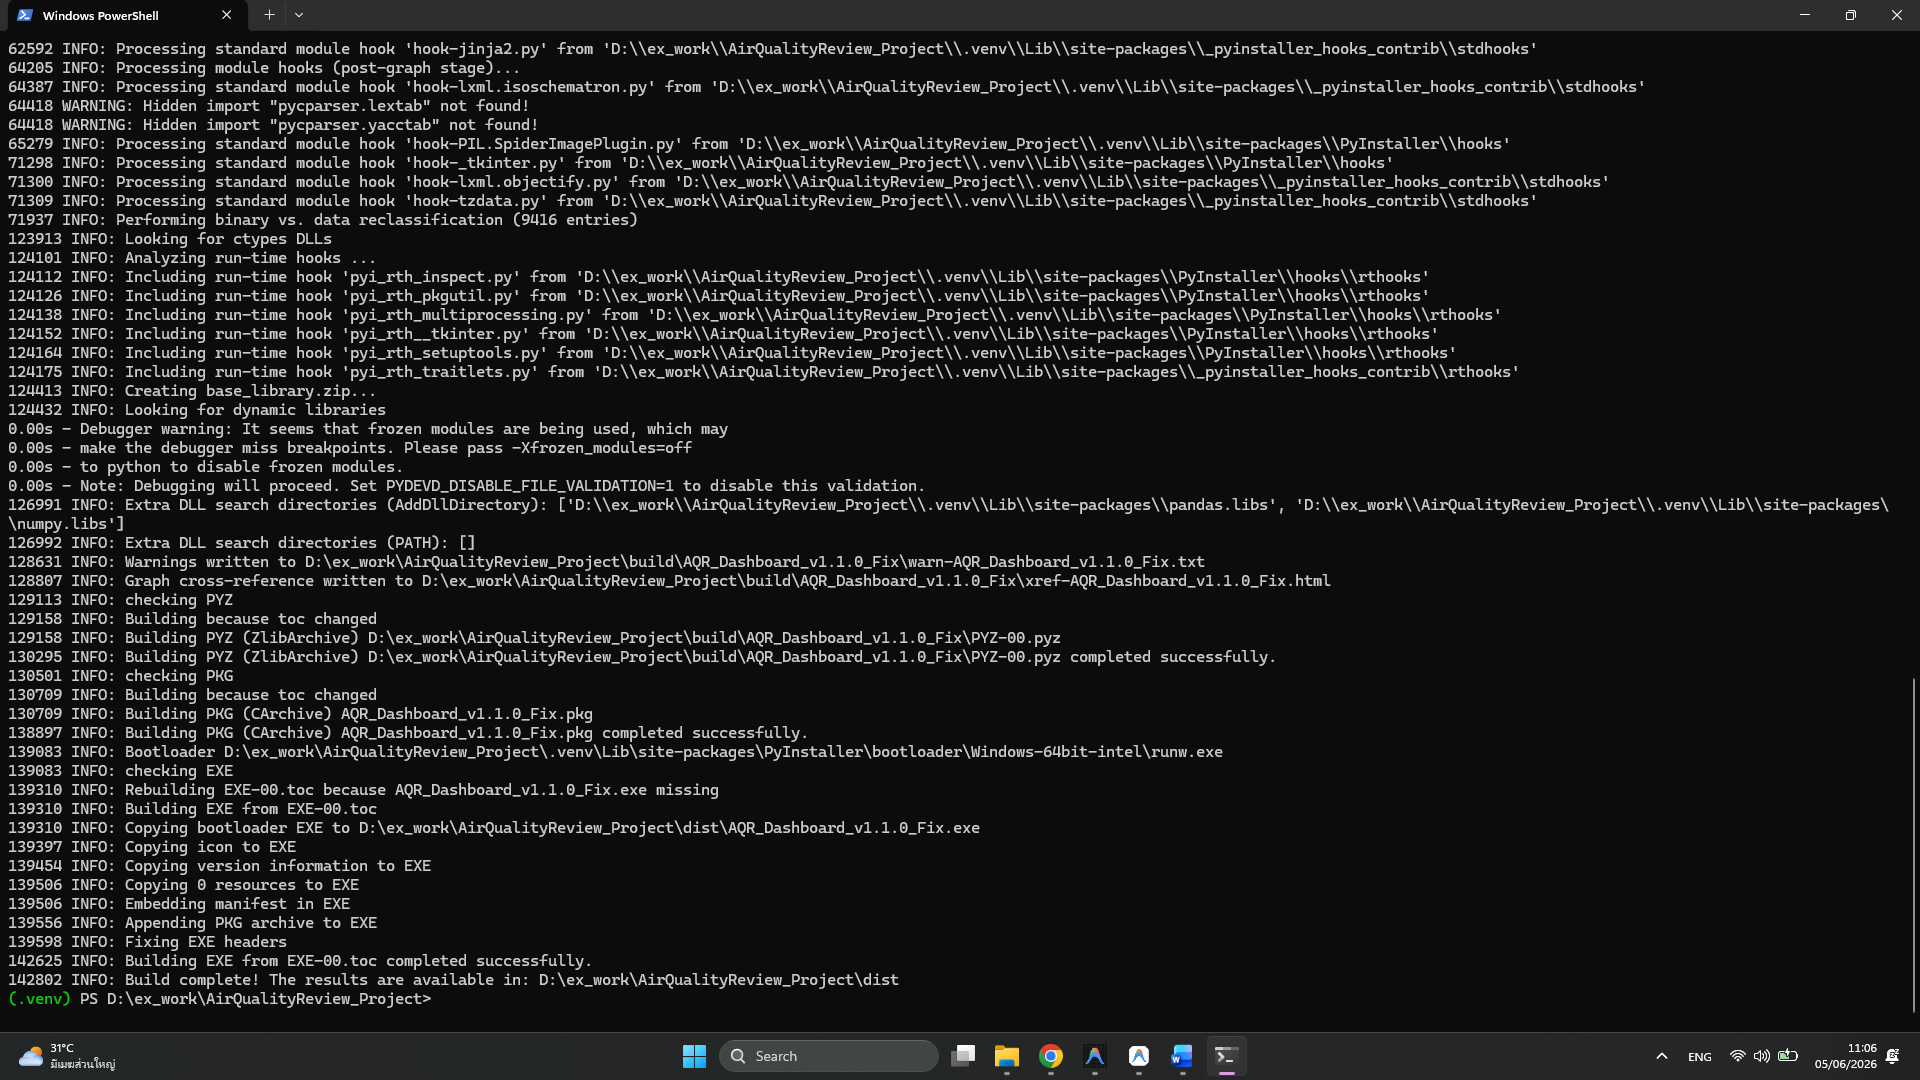 Windows PowerShell
62592 INFO: Processing standard module hook 'hook-jinja2.py' from 'D:\\ex_work\\AirQualityReview_Project\\.venv\\Lib\\site-packages\\_pyinstaller_hooks_contrib\\stdhooks'
64205 INFO: Processing module hooks (post-graph stage)...
64387 INFO: Processing standard module hook 'hook-lxml.isoschematron.py' from 'D:\\ex_work\\AirQualityReview_Project\\.venv\\Lib\\site-packages\\_pyinstaller_hooks_contrib\\stdhooks'
64418 WARNING: Hidden import "pycparser.lextab" not found!
64418 WARNING: Hidden import "pycparser.yacctab" not found!
65279 INFO: Processing standard module hook 'hook-PIL.SpiderImagePlugin.py' from 'D:\\ex_work\\AirQualityReview_Project\\.venv\\Lib\\site-packages\\PyInstaller\\hooks'
71298 INFO: Processing standard module hook 'hook-_tkinter.py' from 'D:\\ex_work\\AirQualityReview_Project\\.venv\\Lib\\site-packages\\PyInstaller\\hooks'
71300 INFO: Processing standard module hook 'hook-lxml.objectify.py' from 'D:\\ex_work\\AirQualityReview_Project\\.venv\\Lib\\site-packages\\_pyinstaller_hooks_contrib\\stdhooks'
71309 INFO: Processing standard module hook 'hook-tzdata.py' from 'D:\\ex_work\\AirQualityReview_Project\\.venv\\Lib\\site-packages\\_pyinstaller_hooks_contrib\\stdhooks'
71937 INFO: Performing binary vs. data reclassification (9416 entries)
123913 INFO: Looking for ctypes DLLs
124101 INFO: Analyzing run-time hooks ...
124112 INFO: Including run-time hook 'pyi_rth_inspect.py' from 'D:\\ex_work\\AirQualityReview_Project\\.venv\\Lib\\site-packages\\PyInstaller\\hooks\\rthooks'
124126 INFO: Including run-time hook 'pyi_rth_pkgutil.py' from 'D:\\ex_work\\AirQualityReview_Project\\.venv\\Lib\\site-packages\\PyInstaller\\hooks\\rthooks'
124138 INFO: Including run-time hook 'pyi_rth_multiprocessing.py' from 'D:\\ex_work\\AirQualityReview_Project\\.venv\\Lib\\site-packages\\PyInstaller\\hooks\\rthooks'
124152 INFO: Including run-time hook 'pyi_rth__tkinter.py' from 'D:\\ex_work\\AirQualityReview_Project\\.venv\\Lib\\site-packages\\PyInstaller\\hooks\\rthooks'
124164 INFO: Including run-time hook 'pyi_rth_setuptools.py' from 'D:\\ex_work\\AirQualityReview_Project\\.venv\\Lib\\site-packages\\PyInstaller\\hooks\\rthooks'
124175 INFO: Including run-time hook 'pyi_rth_traitlets.py' from 'D:\\ex_work\\AirQualityReview_Project\\.venv\\Lib\\site-packages\\_pyinstaller_hooks_contrib\\rthooks'
124413 INFO: Creating base_library.zip...
124432 INFO: Looking for dynamic libraries
0.00s - Debugger warning: It seems that frozen modules are being used, which may
0.00s - make the debugger miss breakpoints. Please pass -Xfrozen_modules=off
0.00s - to python to disable frozen modules.
0.00s - Note: Debugging will proceed. Set PYDEVD_DISABLE_FILE_VALIDATION=1 to disable this validation.
126991 INFO: Extra DLL search directories (AddDllDirectory): ['D:\\ex_work\\AirQualityReview_Project\\.venv\\Lib\\site-packages\\pandas.libs', 'D:\\ex_work\\AirQualityReview_Project\\.venv\\Lib\\site-packages\
\numpy.libs']
126992 INFO: Extra DLL search directories (PATH): []
128631 INFO: Warnings written to D:\ex_work\AirQualityReview_Project\build\AQR_Dashboard_v1.1.0_Fix\warn-AQR_Dashboard_v1.1.0_Fix.txt
128807 INFO: Graph cross-reference written to D:\ex_work\AirQualityReview_Project\build\AQR_Dashboard_v1.1.0_Fix\xref-AQR_Dashboard_v1.1.0_Fix.html
129113 INFO: checking PYZ
129158 INFO: Building because toc changed
129158 INFO: Building PYZ (ZlibArchive) D:\ex_work\AirQualityReview_Project\build\AQR_Dashboard_v1.1.0_Fix\PYZ-00.pyz
130295 INFO: Building PYZ (ZlibArchive) D:\ex_work\AirQualityReview_Project\build\AQR_Dashboard_v1.1.0_Fix\PYZ-00.pyz completed successfully.
130501 INFO: checking PKG
130709 INFO: Building because toc changed
130709 INFO: Building PKG (CArchive) AQR_Dashboard_v1.1.0_Fix.pkg
138897 INFO: Building PKG (CArchive) AQR_Dashboard_v1.1.0_Fix.pkg completed successfully.
139083 INFO: Bootloader D:\ex_work\AirQualityReview_Project\.venv\Lib\site-packages\PyInstaller\bootloader\Windows-64bit-intel\runw.exe
139083 INFO: checking EXE
139310 INFO: Rebuilding EXE-00.toc because AQR_Dashboard_v1.1.0_Fix.exe missing
139310 INFO: Building EXE from EXE-00.toc
139310 INFO: Copying bootloader EXE to D:\ex_work\AirQualityReview_Project\dist\AQR_Dashboard_v1.1.0_Fix.exe
139397 INFO: Copying icon to EXE
139454 INFO: Copying version information to EXE
139506 INFO: Copying 0 resources to EXE
139506 INFO: Embedding manifest in EXE
139556 INFO: Appending PKG archive to EXE
139598 INFO: Fixing EXE headers
142625 INFO: Building EXE from EXE-00.toc completed successfully.
142802 INFO: Build complete! The results are available in: D:\ex_work\AirQualityReview_Project\dist
(.venv) PS D:\ex_work\AirQualityReview_Project>
31°C
มีเมฆส่วนใหญ่
Search
ENG
11:06
05/06/2026